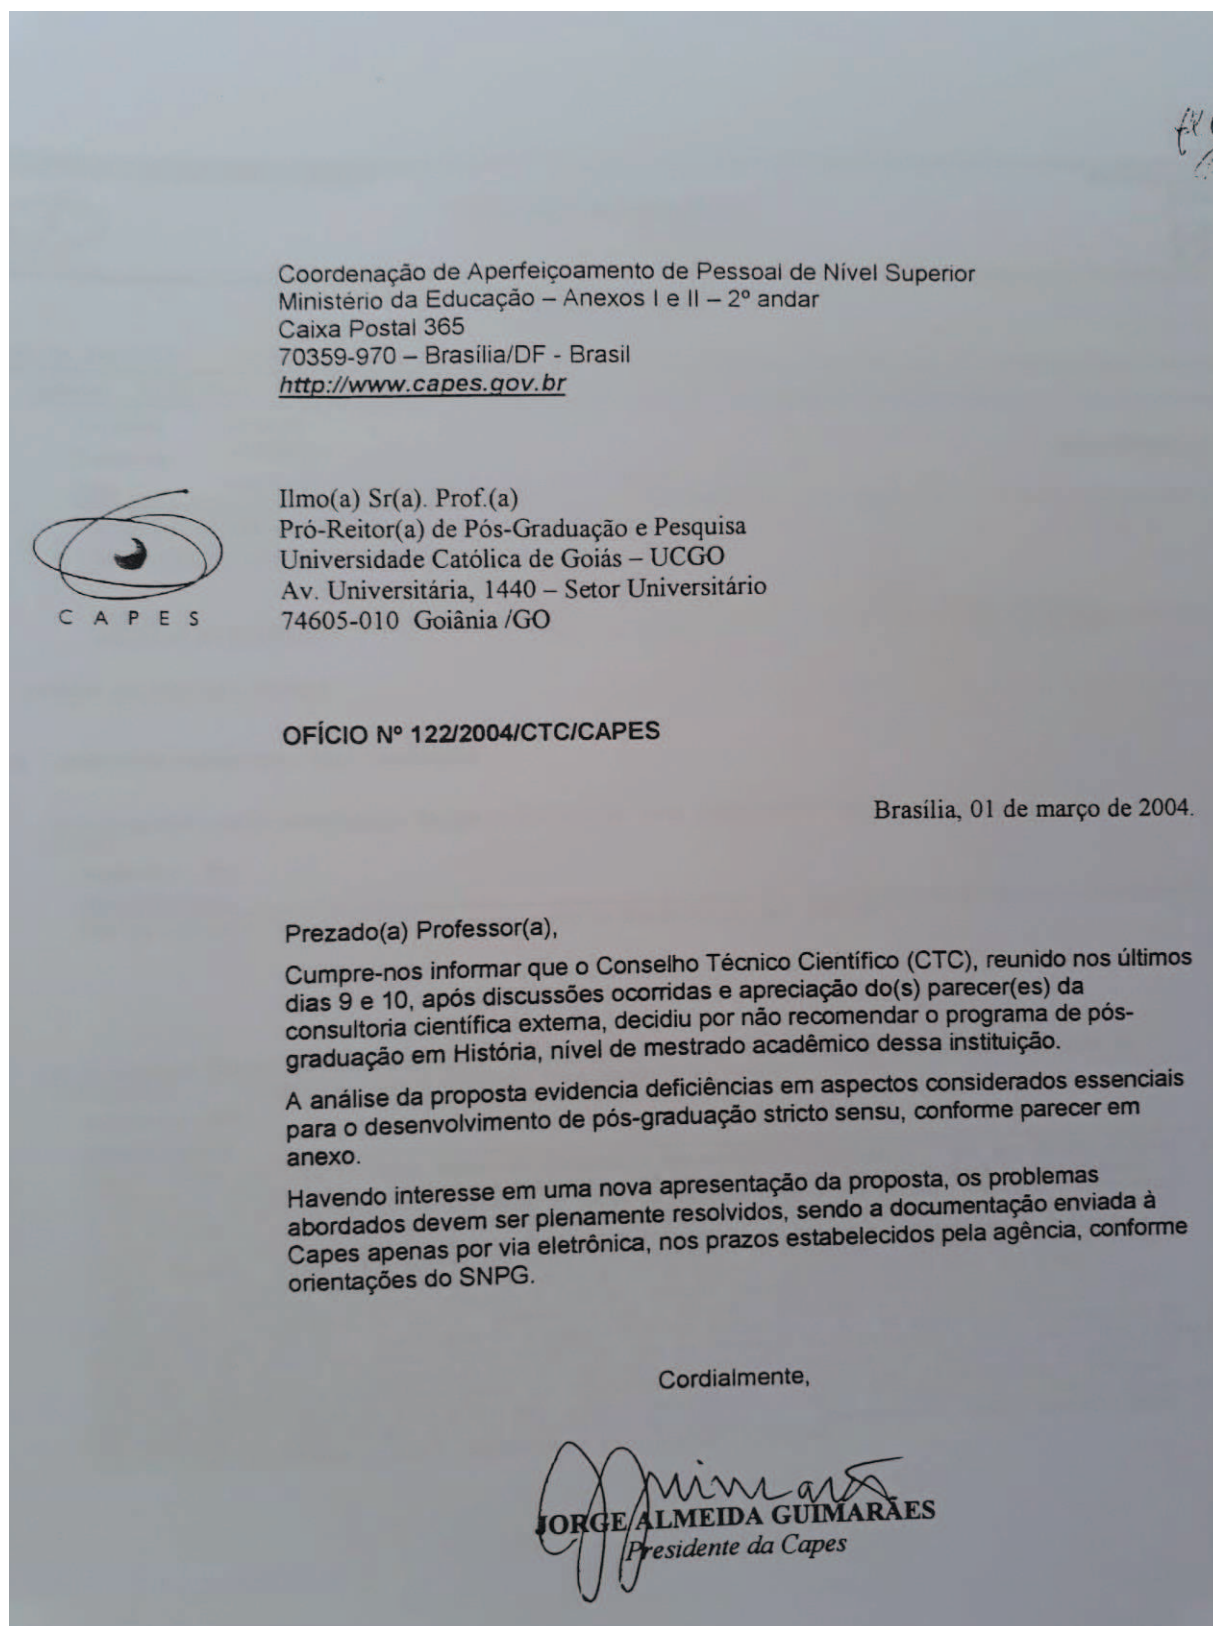 Coordenação de Aperfeiçoamento de Pessoal de Nível Superior
Ministério da Educação – Anexos I e II – 2º andar
Caixa Postal 365
70359-970 – Brasília/DF - Brasil
http://www.capes.gov.br
CAPES
Ilmo(a) Sr(a). Prof.(a)
Pró-Reitor(a) de Pós-Graduação e Pesquisa
Universidade Católica de Goiás – UCGO
Av. Universitária, 1440 – Setor Universitário
74605-010 Goiânia /GO
OFÍCIO Nº 122/2004/CTC/CAPES
Brasília, 01 de março de 2004.
Prezado(a) Professor(a),
Cumpre-nos informar que o Conselho Técnico Científico (CTC), reunido nos últimos
dias 9 e 10, após discussões ocorridas e apreciação do(s) parecer(es) da
consultoria científica externa, decidiu por não recomendar o programa de pós-
graduação em História, nível de mestrado acadêmico dessa instituição.
A análise da proposta evidencia deficiências em aspectos considerados essenciais
para o desenvolvimento de pós-graduação stricto sensu, conforme parecer em
anexo.
Havendo interesse em uma nova apresentação da proposta, os problemas
abordados devem ser plenamente resolvidos, sendo a documentação enviada à
Capes apenas por via eletrônica, nos prazos estabelecidos pela agência, conforme
orientações do SNPG.
Cordialmente,
JORGE ALMEIDA GUIMARÃES
Presidente da Capes